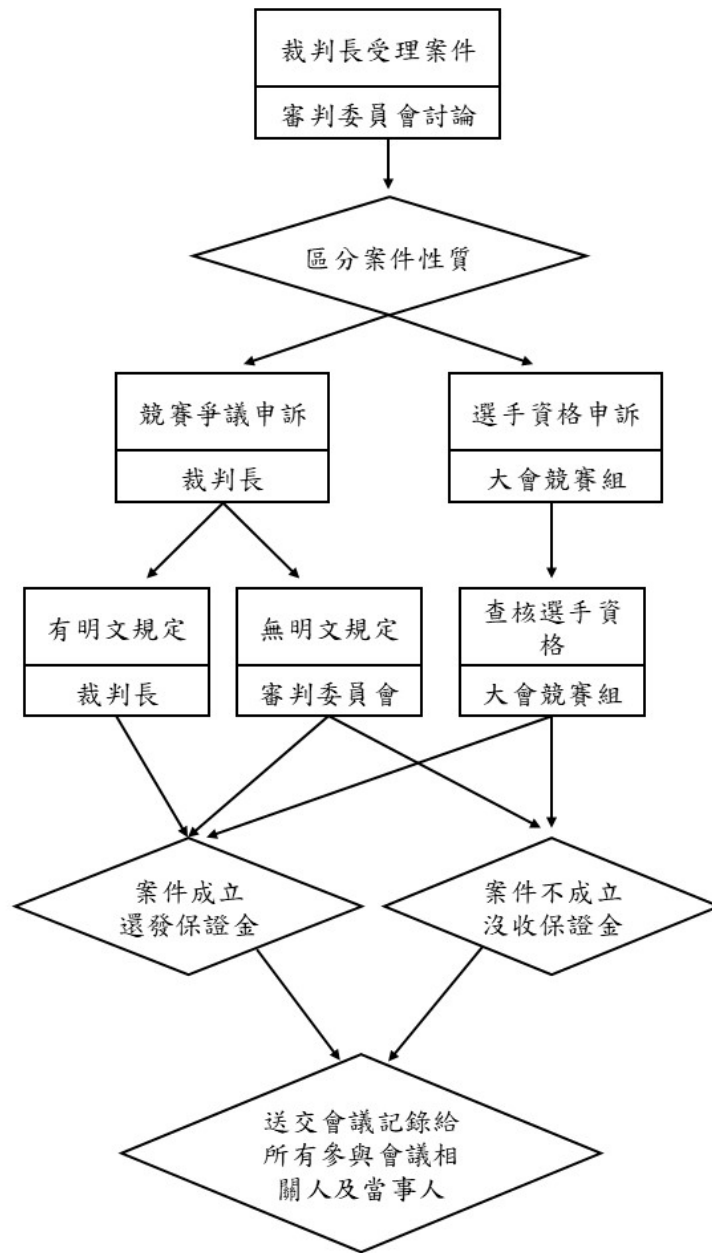 裁判長受理案件
審判委員會討論
區分案件性質
競賽爭議申訴
裁判長
選手資格申訴
大會競賽組
有明文規定
裁判長
無明文規定
審判委員會
查核選手資
格
大會競賽組
案件成立
還發保證金
案件不成立
沒收保證金
送交會議記錄給
所有參與會議相
關人及當事人